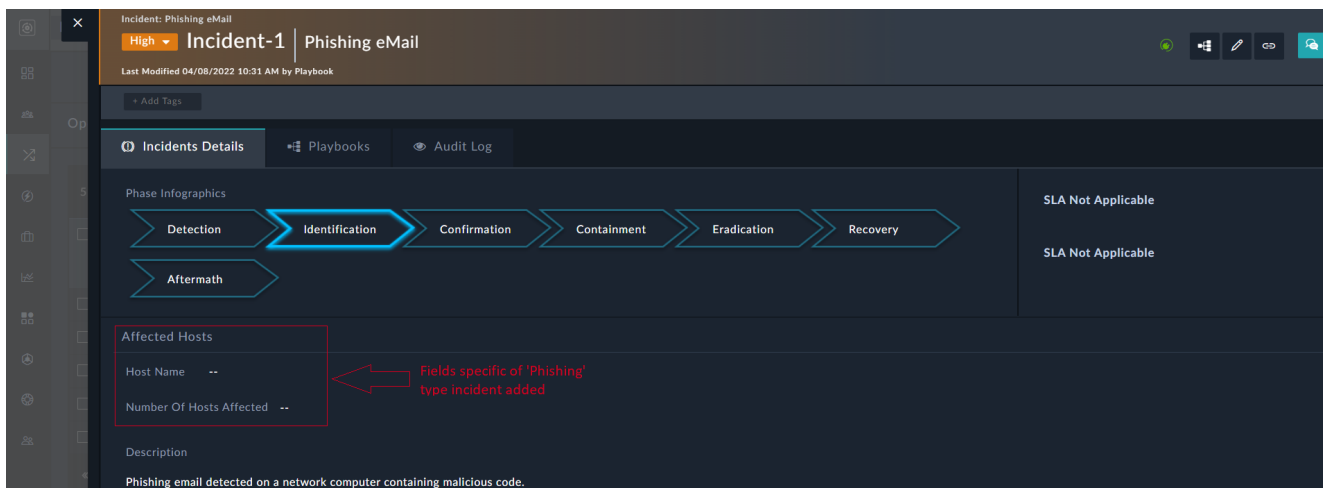 Incident: Phishing eMail
High Incident-1 | Phishing eMail
Last Modified 04/08/2022 10:31 AM by Playbook
+ Add Tags
Op
Incidents Details Playbooks Audit Log
S
Phase Infographics
SLA Not Applicable
Detection Identification Confirmation Containment Eradication Recovery
SLA Not Applicable
Aftermath
Affected Hosts
Host Name --
Fields specific of 'Phishing'
type incident added
Number Of Hosts Affected --
Description
Phishing email detected on a network computer containing malicious code.